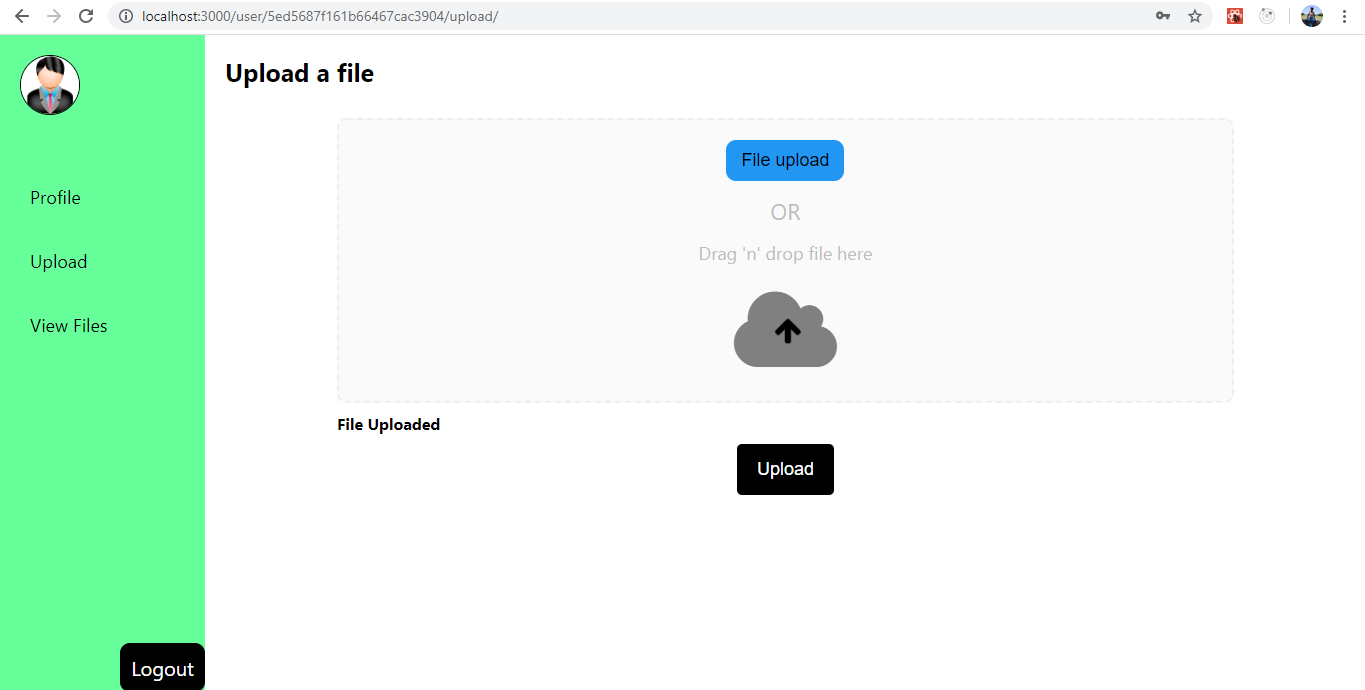 localhost:3000/user/5ed5687f161b66467cac3904/upload/
Upload a file
File upload
Profile
OR
Drag 'n' drop file here
Upload
View Files
File Uploaded
Upload
Logout